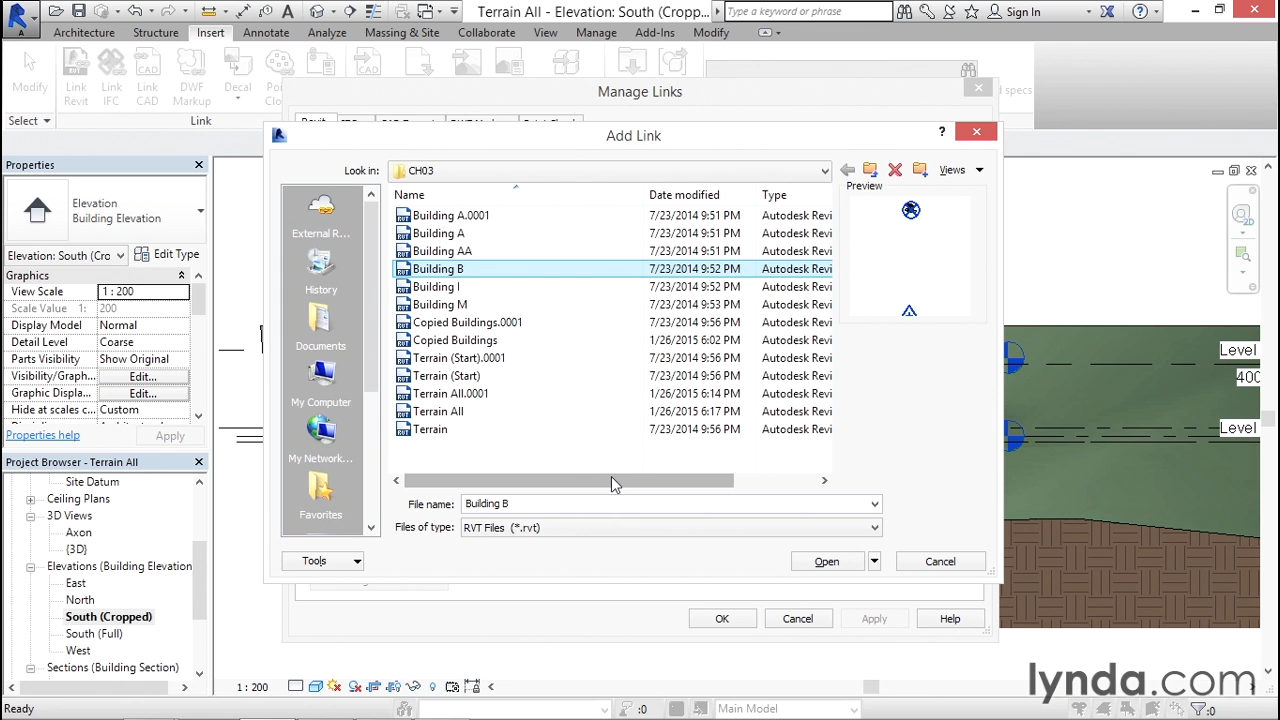 Terrain All - Elevation: South (Cropp...
Type a keyword or phrase
Sign In
Architecture
Structure
Insert
Annotate
Analyze
Massing & Site
Collaborate
View
Manage
Add-Ins
Modify
Modify
Link Revit
Link IFC
Link CAD
DWF Markup
Decal
Select
Link
Manage Links
Add Link
Look in:
CH03
Views
Name
Date modified
Type
Preview
Building A.0001 7/23/2014 9:51 PM Autodesk Revi
Building A 7/23/2014 9:51 PM Autodesk Revi
Building AA 7/23/2014 9:51 PM Autodesk Revi
Building B 7/23/2014 9:52 PM Autodesk Revi
Building I 7/23/2014 9:52 PM Autodesk Revi
Building M 7/23/2014 9:53 PM Autodesk Revi
Copied Buildings.0001 7/23/2014 9:56 PM Autodesk Revi
Copied Buildings 1/26/2015 6:02 PM Autodesk Revi
Terrain (Start).0001 7/23/2014 9:56 PM Autodesk Revi
Terrain (Start) 7/23/2014 9:56 PM Autodesk Revi
Terrain All.0001 1/26/2015 6:14 PM Autodesk Revi
Terrain All 1/26/2015 6:17 PM Autodesk Revi
Terrain 7/23/2014 9:56 PM Autodesk Revi
External R...
History
Documents
My Computer
My Network...
Favorites
File name: Building B
Files of type: RVT Files (*.rvt)
Tools
Open
Cancel
OK
Cancel
Apply
Help
Properties
Elevation
Building Elevation
Elevation: South (Cro
Edit Type
Graphics
View Scale 1 : 200
Scale Value 1: 200
Display Model Normal
Detail Level Coarse
Parts Visibility Show Original
Visibility/Graph... Edit...
Graphic Displa... Edit...
Hide at scales c... Custom
Properties help
Apply
Project Browser - Terrain All
Site Datum
Ceiling Plans
3D Views
Axon
{3D}
Elevations (Building Elevation
East
North
South (Cropped)
South (Full)
West
Sections (Building Section)
Level
400
Level
1 : 200
Ready
:0
Main Model
:0
lynda.com